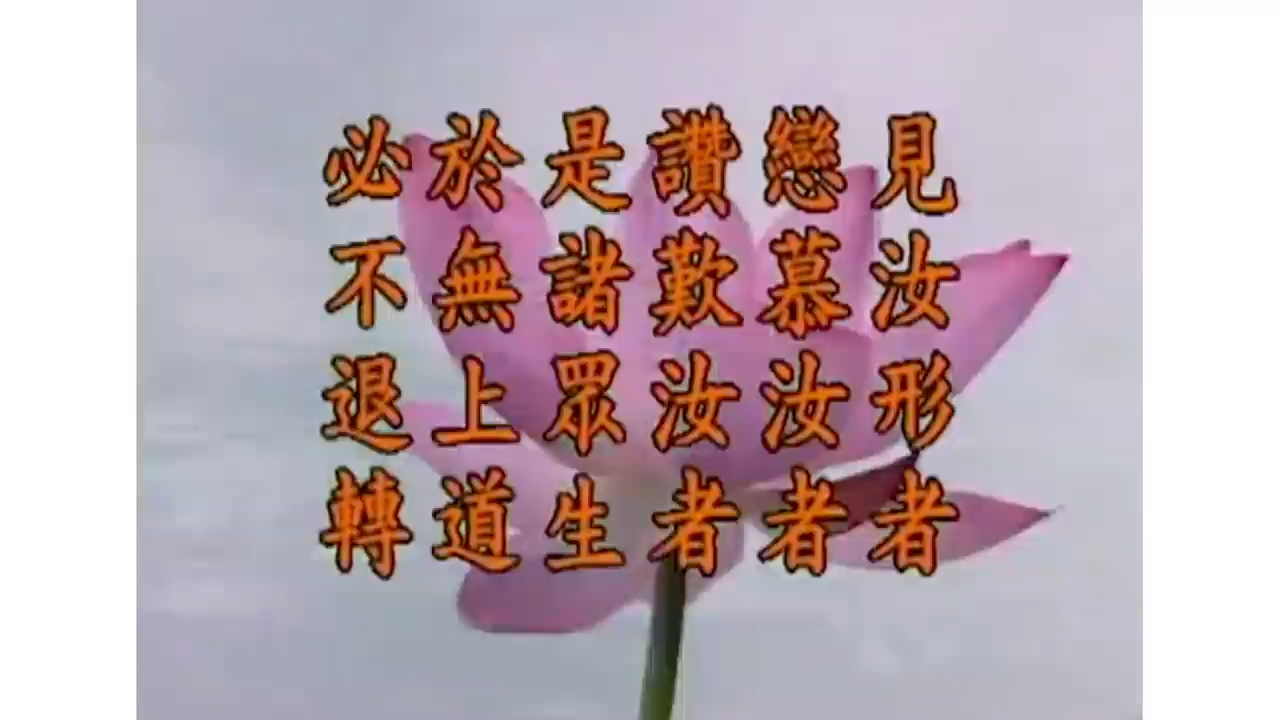 見汝形者
戀慕汝者
讚歎汝者
是諸眾生
於無上道
必不退轉